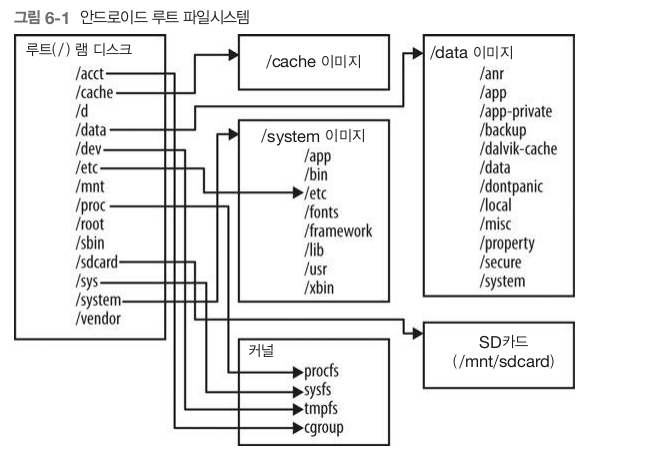 그림 6-1 안드로이드 루트 파일시스템
루트(/) 램 디스크
/acct
/cache
/d
/data
/dev
/etc
/mnt
/proc
/root
/sbin
/sdcard
/sys
/system
/vendor
/cache 이미지
/system 이미지
/app
/bin
/etc
/fonts
/framework
/lib
/usr
/xbin
커널
procfs
sysfs
tmpfs
cgroup
/data 이미지
/anr
/app
/app-private
/backup
/dalvik-cache
/data
/dontpanic
/local
/misc
/property
/secure
/system
SD카드
(/mnt/sdcard)